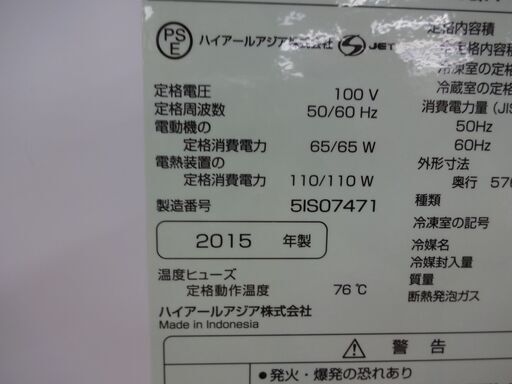 定格内容積
PS E ハイアールアジア株式会社 JET
全定格内容
冷凍室の定
定格電圧 100 V
冷蔵室の定格
定格周波数 50/60 Hz
消費電力量 (JIS
電動機の
50Hz
定格消費電力 65/65 W
60Hz
電熱装置の
外形寸法
定格消費電力 110/110 W
奥行 576
製造番号 5IS07471
種類
冷凍室の記号
2015 年製
冷媒名
冷媒封入量
温度ヒューズ
質量
定格動作温度 76℃
断熱発泡ガス
ハイアールアジア株式会社
Made in Indonesia
警告
●発火・爆発の恐れあり